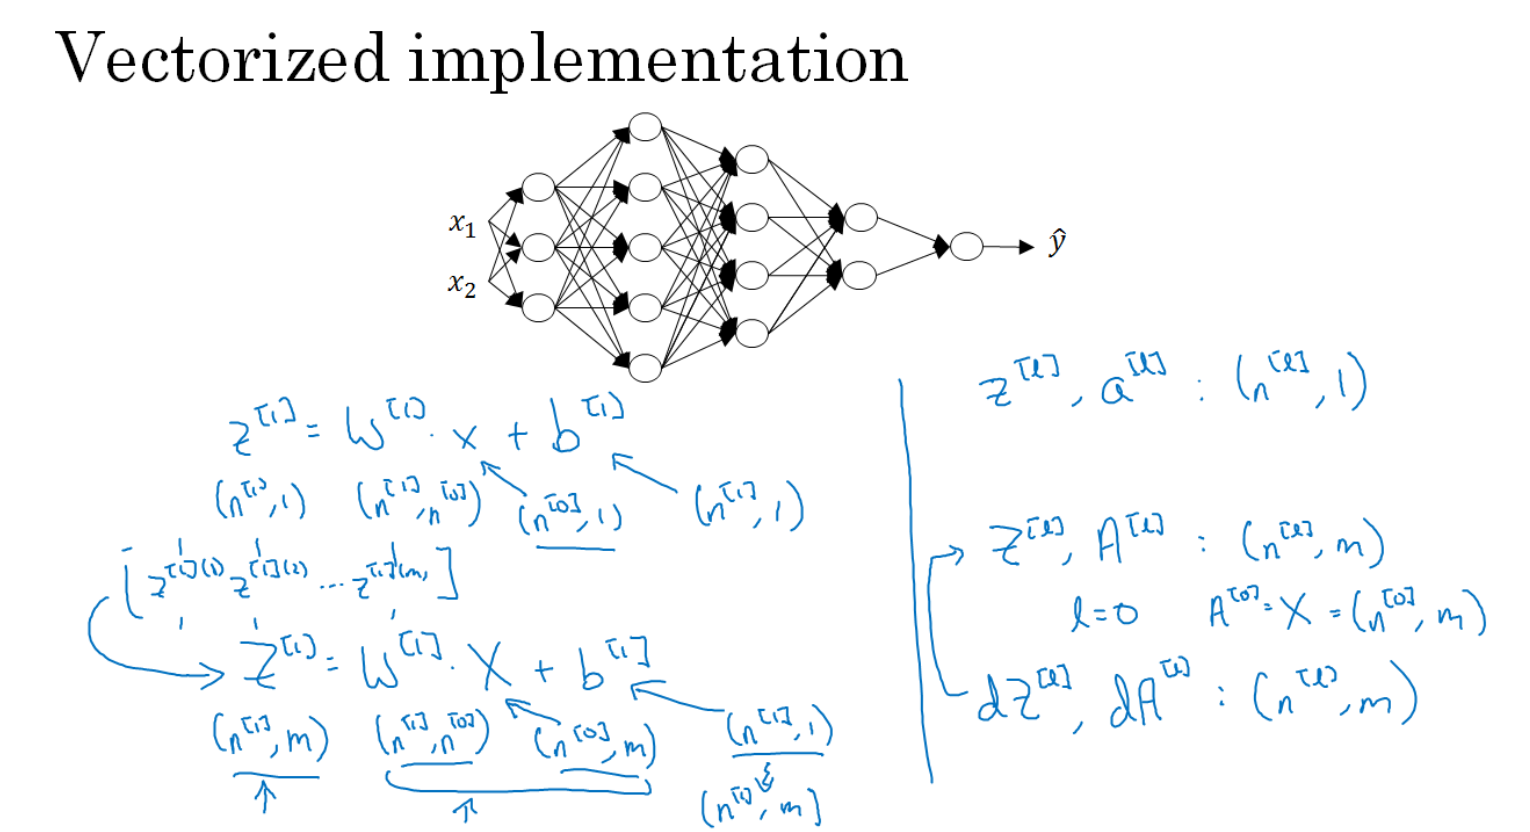 Vectorized implementation
x₁
x₂
ŷ
z^[1] = W^[1] · x + b^[1]
(n^[1], 1) (n^[1], n^[0]) (n^[0], 1) (n^[1], 1)
[z^[1](1) z^[1](2) ... z^[1](m)]
Z^[1] = W^[1] · X + b^[1]
(n^[1], m) (n^[1], n^[0]) (n^[0], m) (n^[1], 1)
(n^[1], m)
z^[l], a^[l] : (n^[l], 1)
Z^[l], A^[l] : (n^[l], m)
l=0 A^[0] = X = (n^[0], m)
dZ^[l], dA^[l] : (n^[l], m)